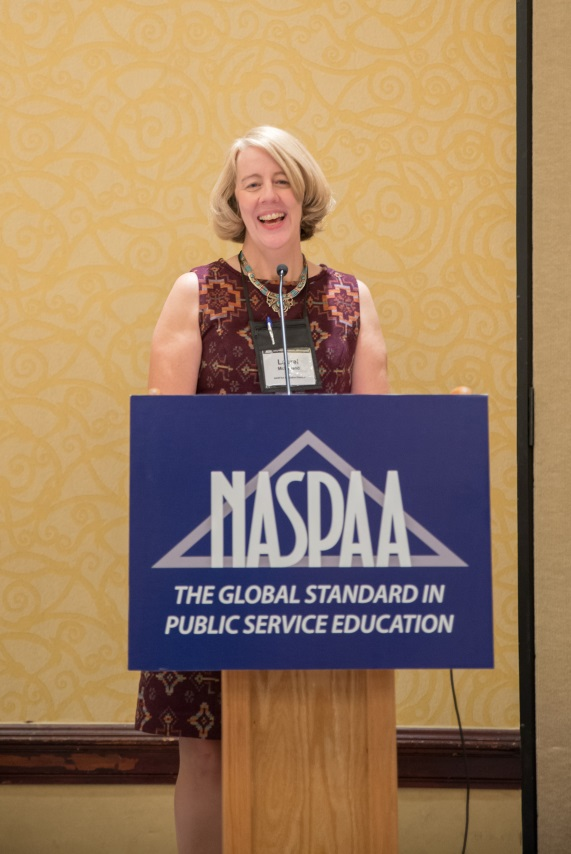 NASPAA
THE GLOBAL STANDARD IN
PUBLIC SERVICE EDUCATION